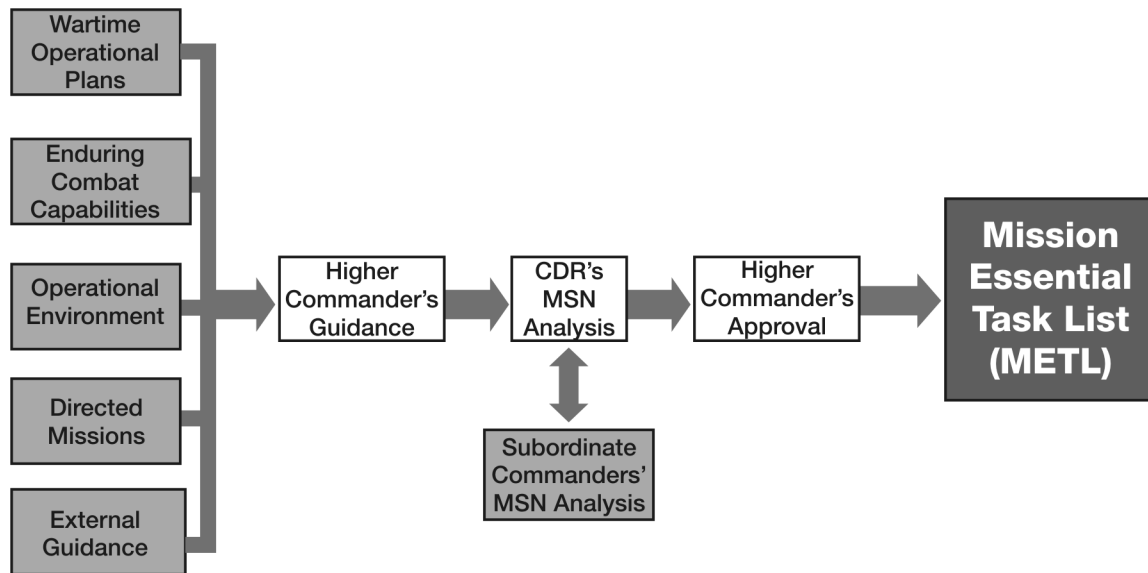 Wartime
Operational
Plans
Enduring
Combat
Capabilities
Operational
Environment
Directed
Missions
External
Guidance
Higher
Commander's
Guidance
CDR's
MSN
Analysis
Subordinate
Commanders'
MSN Analysis
Higher
Commander's
Approval
Mission
Essential
Task List
(METL)